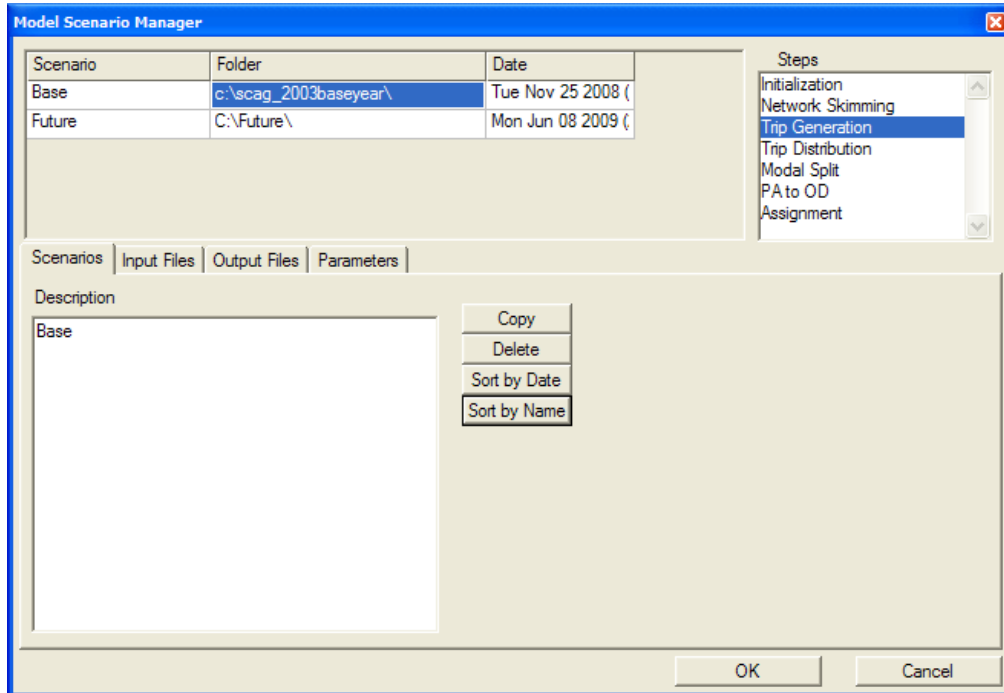 Model Scenario Manager
Scenario Folder Date
Base c:\scag_2003baseyear\ Tue Nov 25 2008 (
Future C:\Future\ Mon Jun 08 2009 (
Steps
Initialization
Network Skimming
Trip Generation
Trip Distribution
Modal Split
PA to OD
Assignment
Scenarios Input Files Output Files Parameters
Description
Base
Copy
Delete
Sort by Date
Sort by Name
OK Cancel